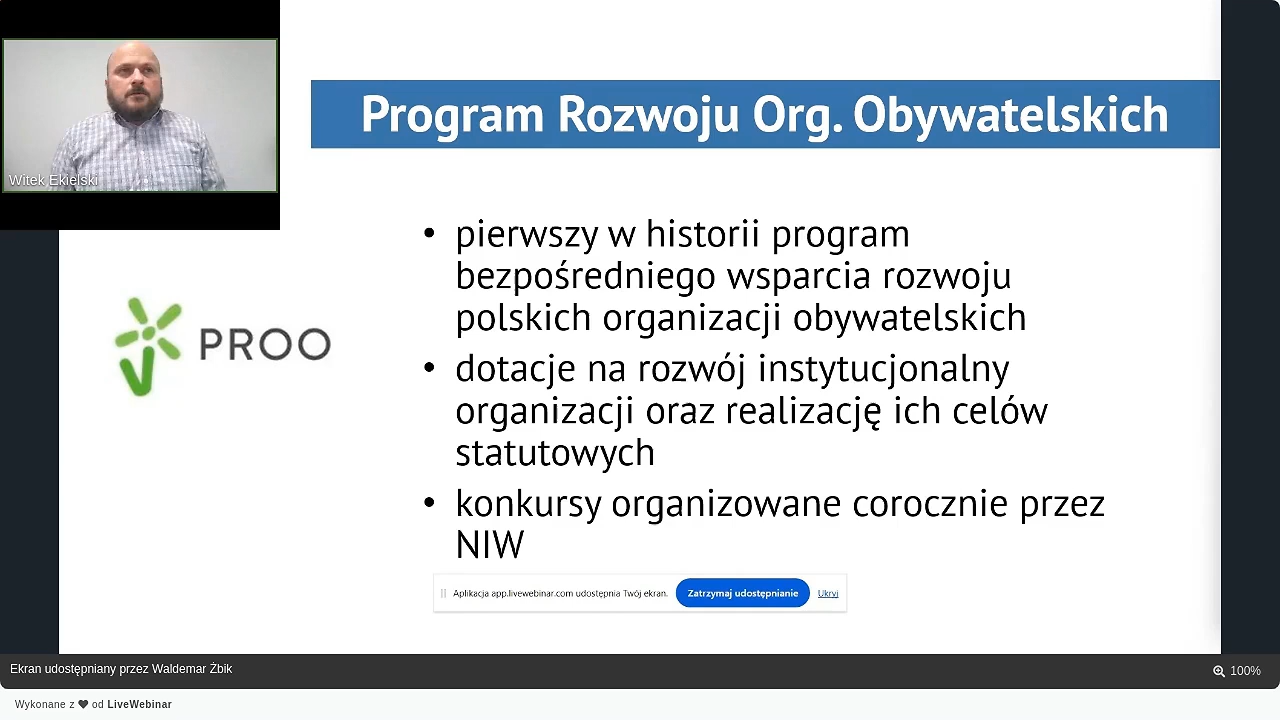 Witek Ekielski
Program Rozwoju Org. Obywatelskich
PROO
• pierwszy w historii program
bezpośredniego wsparcia rozwoju
polskich organizacji obywatelskich
• dotacje na rozwój instytucjonalny
organizacji oraz realizację ich celów
statutowych
• konkursy organizowane corocznie przez
NIW
Aplikacja app.livewebinar.com udostępnia Twój ekran. Zatrzymaj udostępnianie Ukryj
Ekran udostępniany przez Waldemar Żbik
100%
Wykonane z ❤ od LiveWebinar